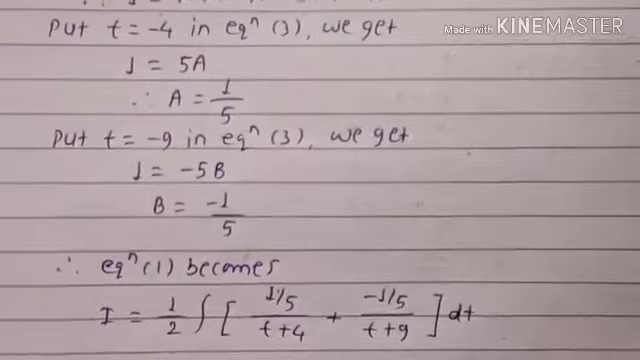 Put t = -4 in eqⁿ (3), we get
Made with KINEMASTER
1 = 5A
∴ A = 1/5
Put t = -9 in eqⁿ (3), we get
1 = -5B
B = -1/5
∴ eqⁿ (1) becomes
I = 1/2 ∫ [ (1/5)/(t+4) + (-1/5)/(t+9) ] dt